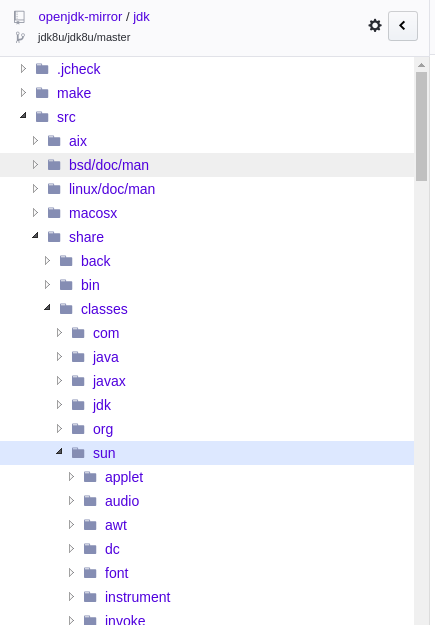 openjdk-mirror / jdk
jdk8u/jdk8u/master
.jcheck
make
src
aix
bsd/doc/man
linux/doc/man
macosx
share
back
bin
classes
com
java
javax
jdk
org
sun
applet
audio
awt
dc
font
instrument
invoke